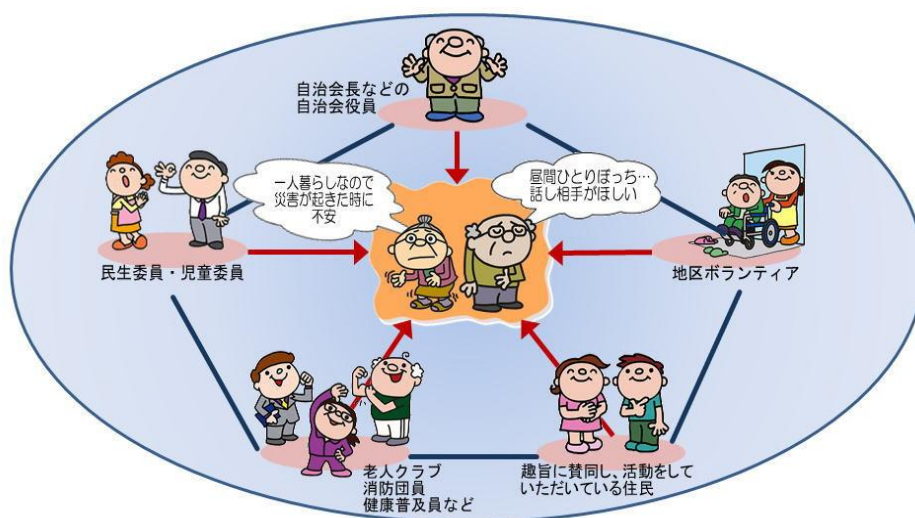 自治会長などの
自治会役員
一人暮らしなので
災害が起きた時に
不安
昼間ひとりぼっち…
話し相手がほしい
民生委員・児童委員
地区ボランティア
老人クラブ
消防団員
健康普及員など
趣旨に賛同し、活動をして
いただいている住民